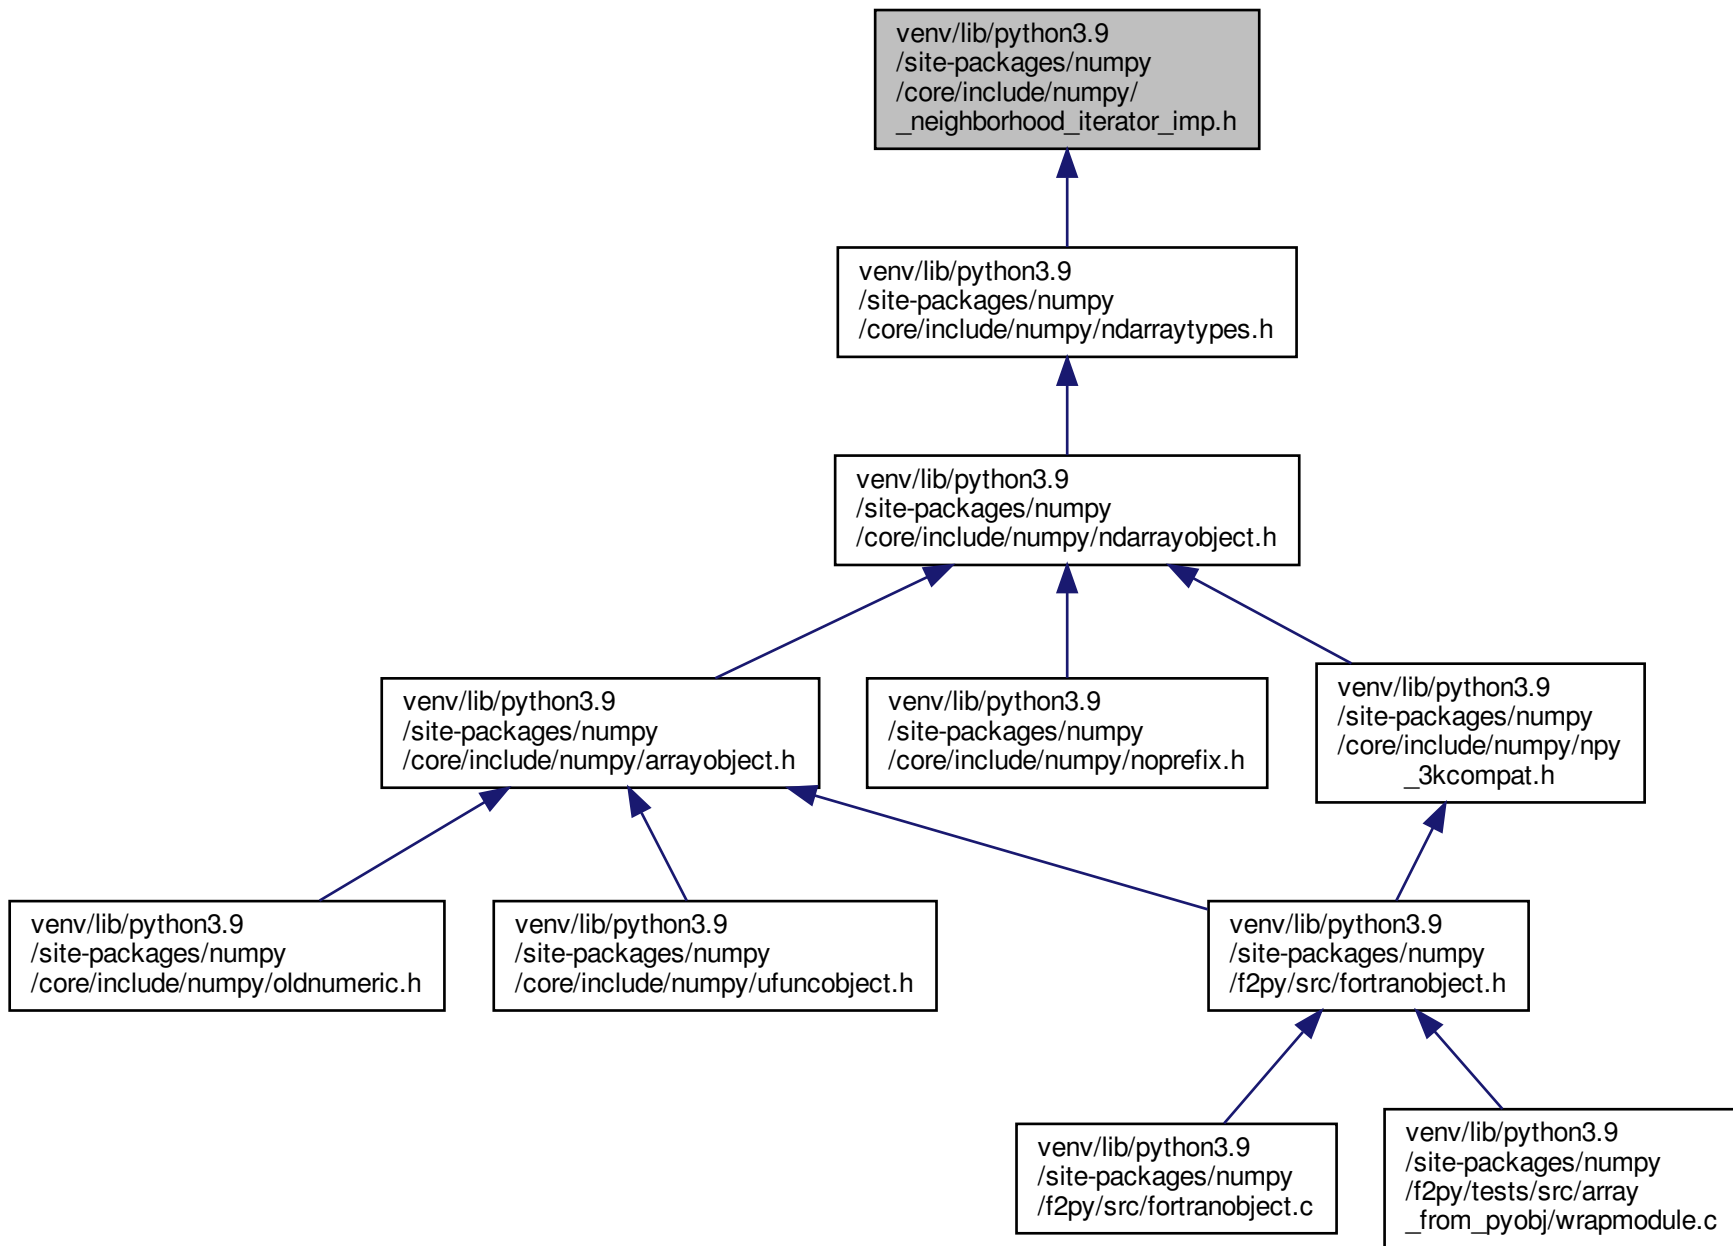 venv/lib/python3.9
/site-packages/numpy
/core/include/numpy/
_neighborhood_iterator_imp.h
venv/lib/python3.9
/site-packages/numpy
/core/include/numpy/ndarraytypes.h
venv/lib/python3.9
/site-packages/numpy
/core/include/numpy/ndarrayobject.h
venv/lib/python3.9
/site-packages/numpy
/core/include/numpy/arrayobject.h
venv/lib/python3.9
/site-packages/numpy
/core/include/numpy/noprefix.h
venv/lib/python3.9
/site-packages/numpy
/core/include/numpy/npy
_3kcompat.h
venv/lib/python3.9
/site-packages/numpy
/core/include/numpy/oldnumeric.h
venv/lib/python3.9
/site-packages/numpy
/core/include/numpy/ufuncobject.h
venv/lib/python3.9
/site-packages/numpy
/f2py/src/fortranobject.h
venv/lib/python3.9
/site-packages/numpy
/f2py/src/fortranobject.c
venv/lib/python3.9
/site-packages/numpy
/f2py/tests/src/array
_from_pyobj/wrapmodule.c